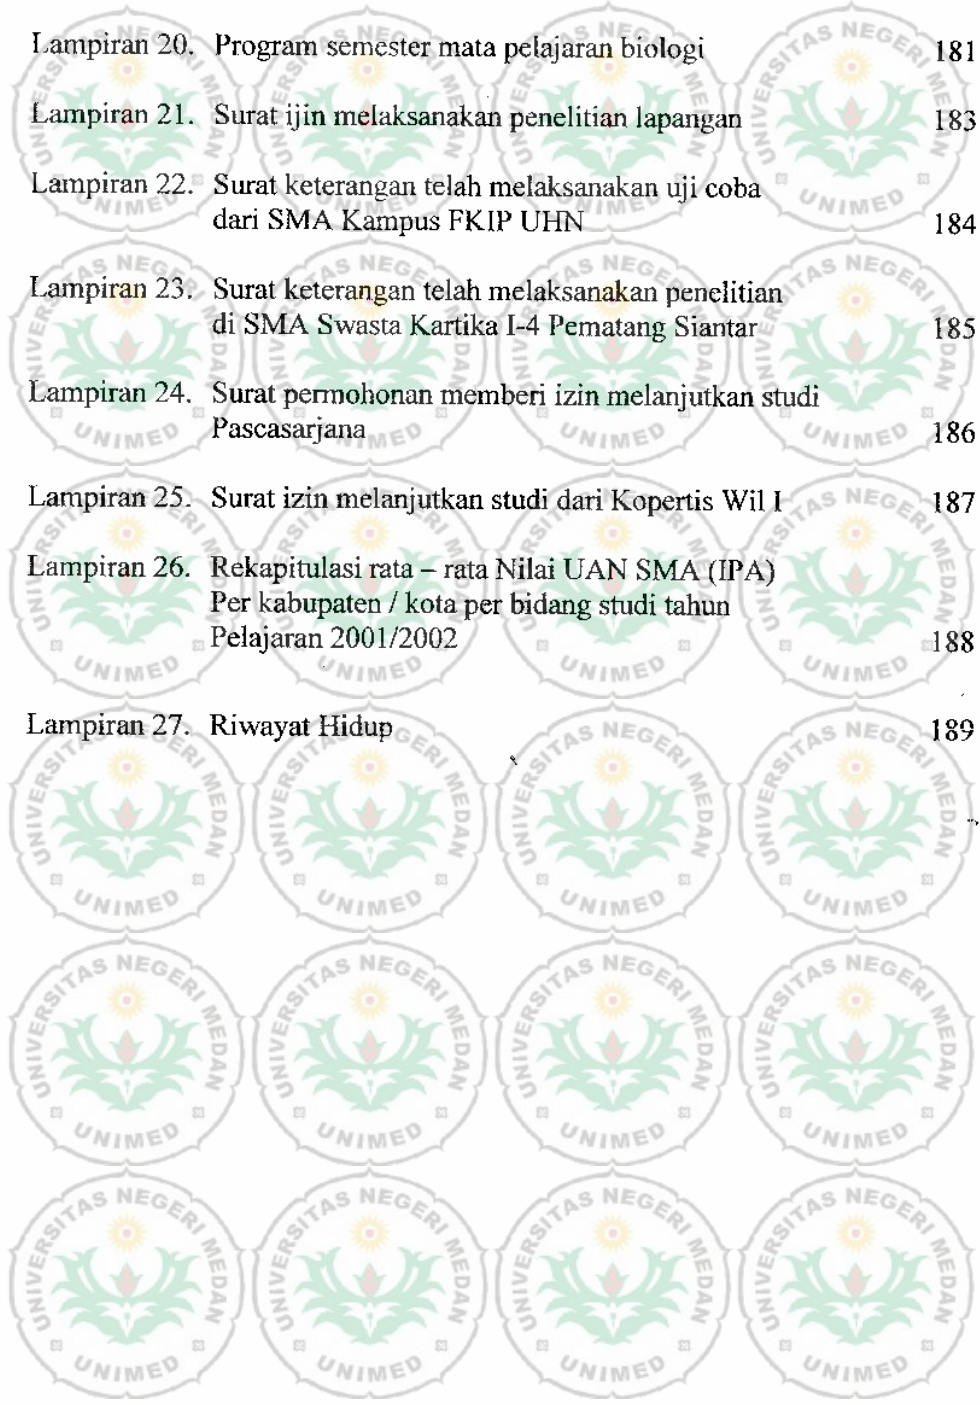 Lampiran 20. Program semester mata pelajaran biologi 181
Lampiran 21. Surat ijin melaksanakan penelitian lapangan 183
Lampiran 22. Surat keterangan telah melaksanakan uji coba
dari SMA Kampus FKIP UHN 184
Lampiran 23. Surat keterangan telah melaksanakan penelitian
di SMA Swasta Kartika I-4 Pematang Siantar 185
Lampiran 24. Surat permohonan memberi izin melanjutkan studi
Pascasarjana 186
Lampiran 25. Surat izin melanjutkan studi dari Kopertis Wil I 187
Lampiran 26. Rekapitulasi rata – rata Nilai UAN SMA (IPA)
Per kabupaten / kota per bidang studi tahun
Pelajaran 2001/2002 188
Lampiran 27. Riwayat Hidup 189
UNIVERSITAS NEGERI MEDAN
UNIMED